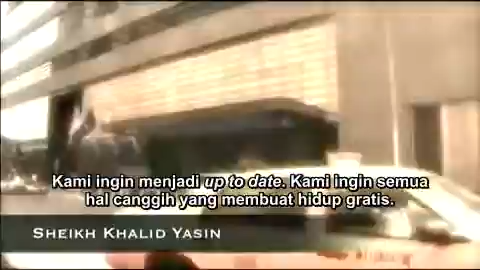 Kami ingin menjadi up to date. Kami ingin semua
hal canggih yang membuat hidup gratis.
SHEIKH KHALID YASIN